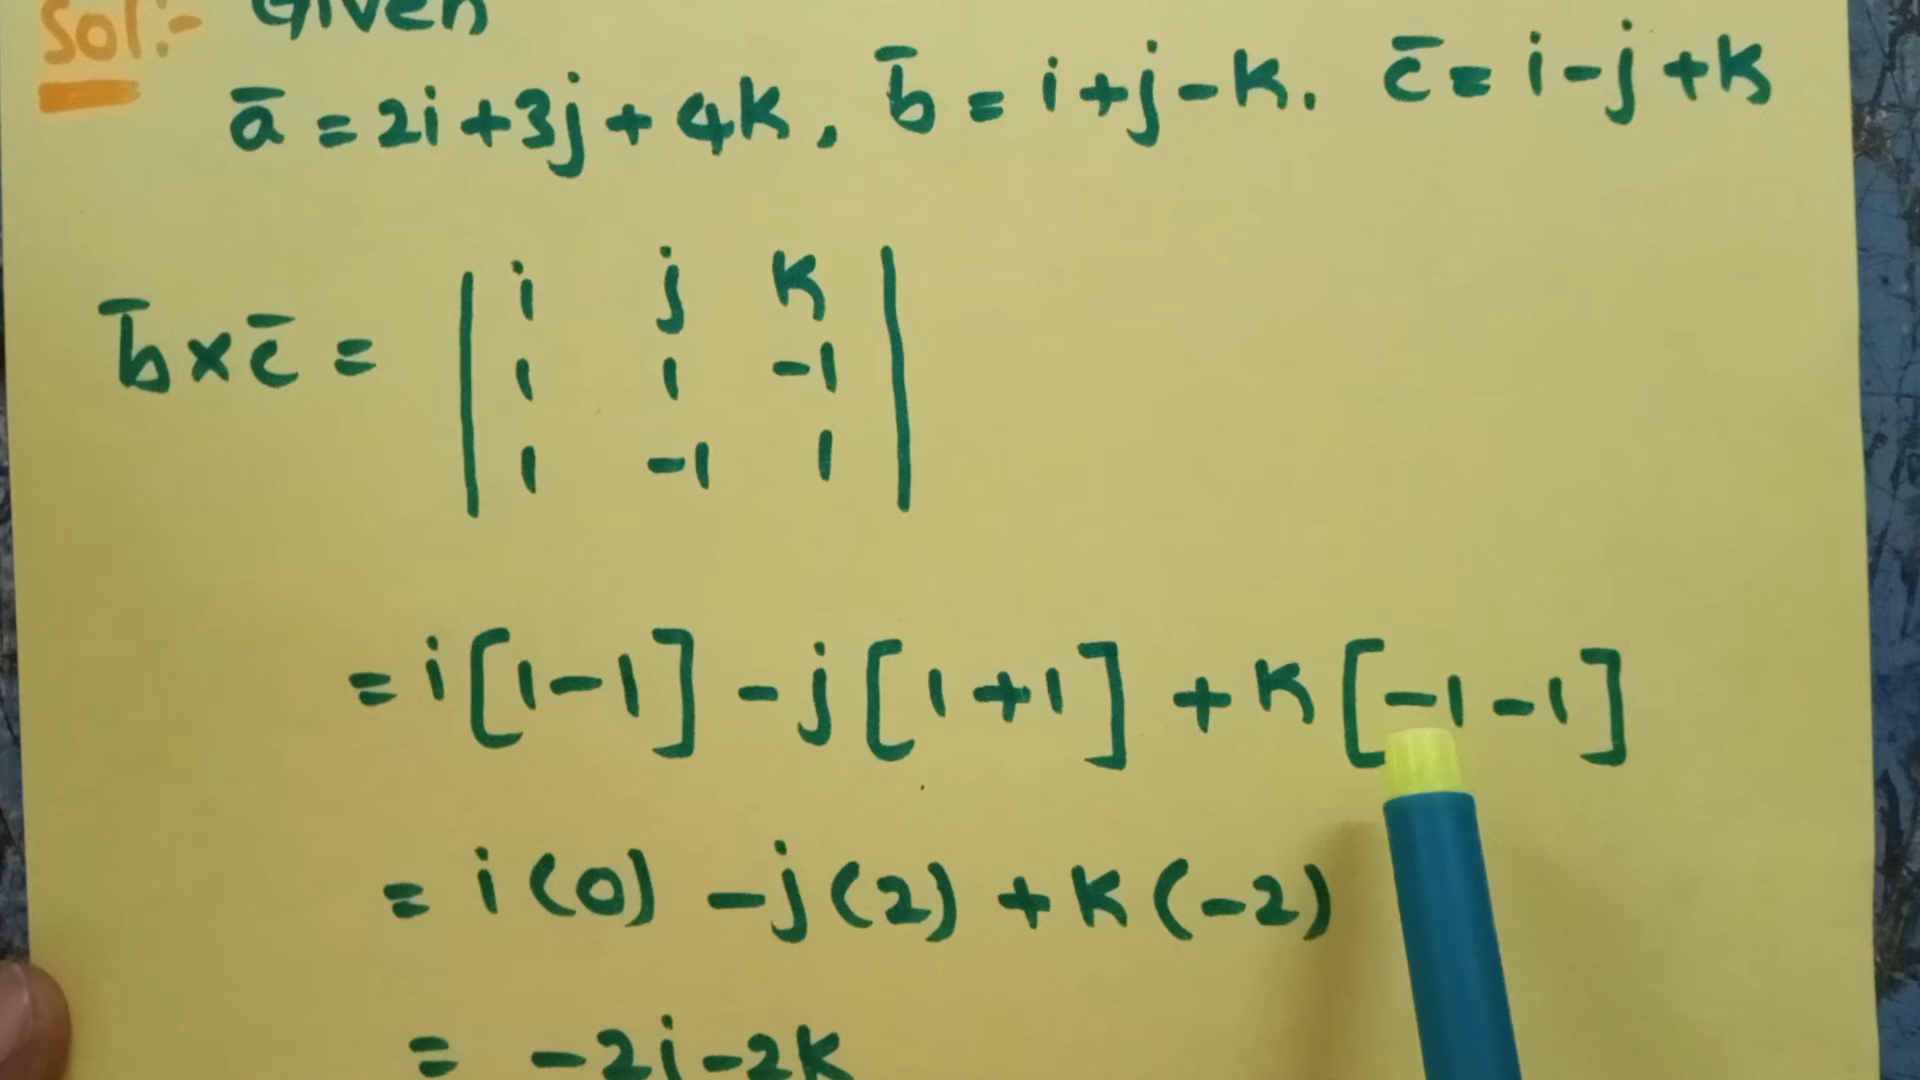 Sol:- Given
a̅ = 2i+3j+4k, b̅ = i+j-k. c̅ = i-j+k
b̅×c̅ = | i j k |
| 1 1 -1 |
| 1 -1 1 |
= i[1-1] -j[1+1] +k[-1-1]
= i(0) -j(2) +k(-2)
= -2j-2k